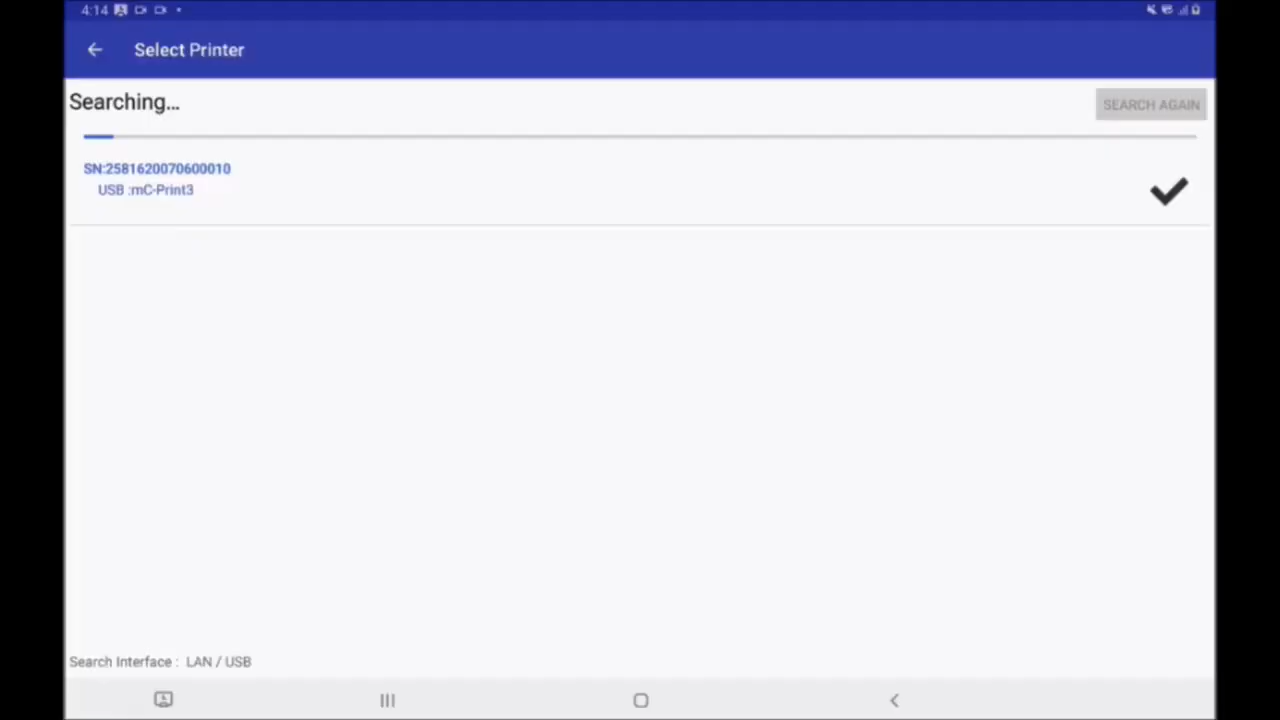 4:14
Select Printer
Searching...
SEARCH AGAIN
SN:2581620070600010
USB :mC-Print3
Search Interface : LAN / USB